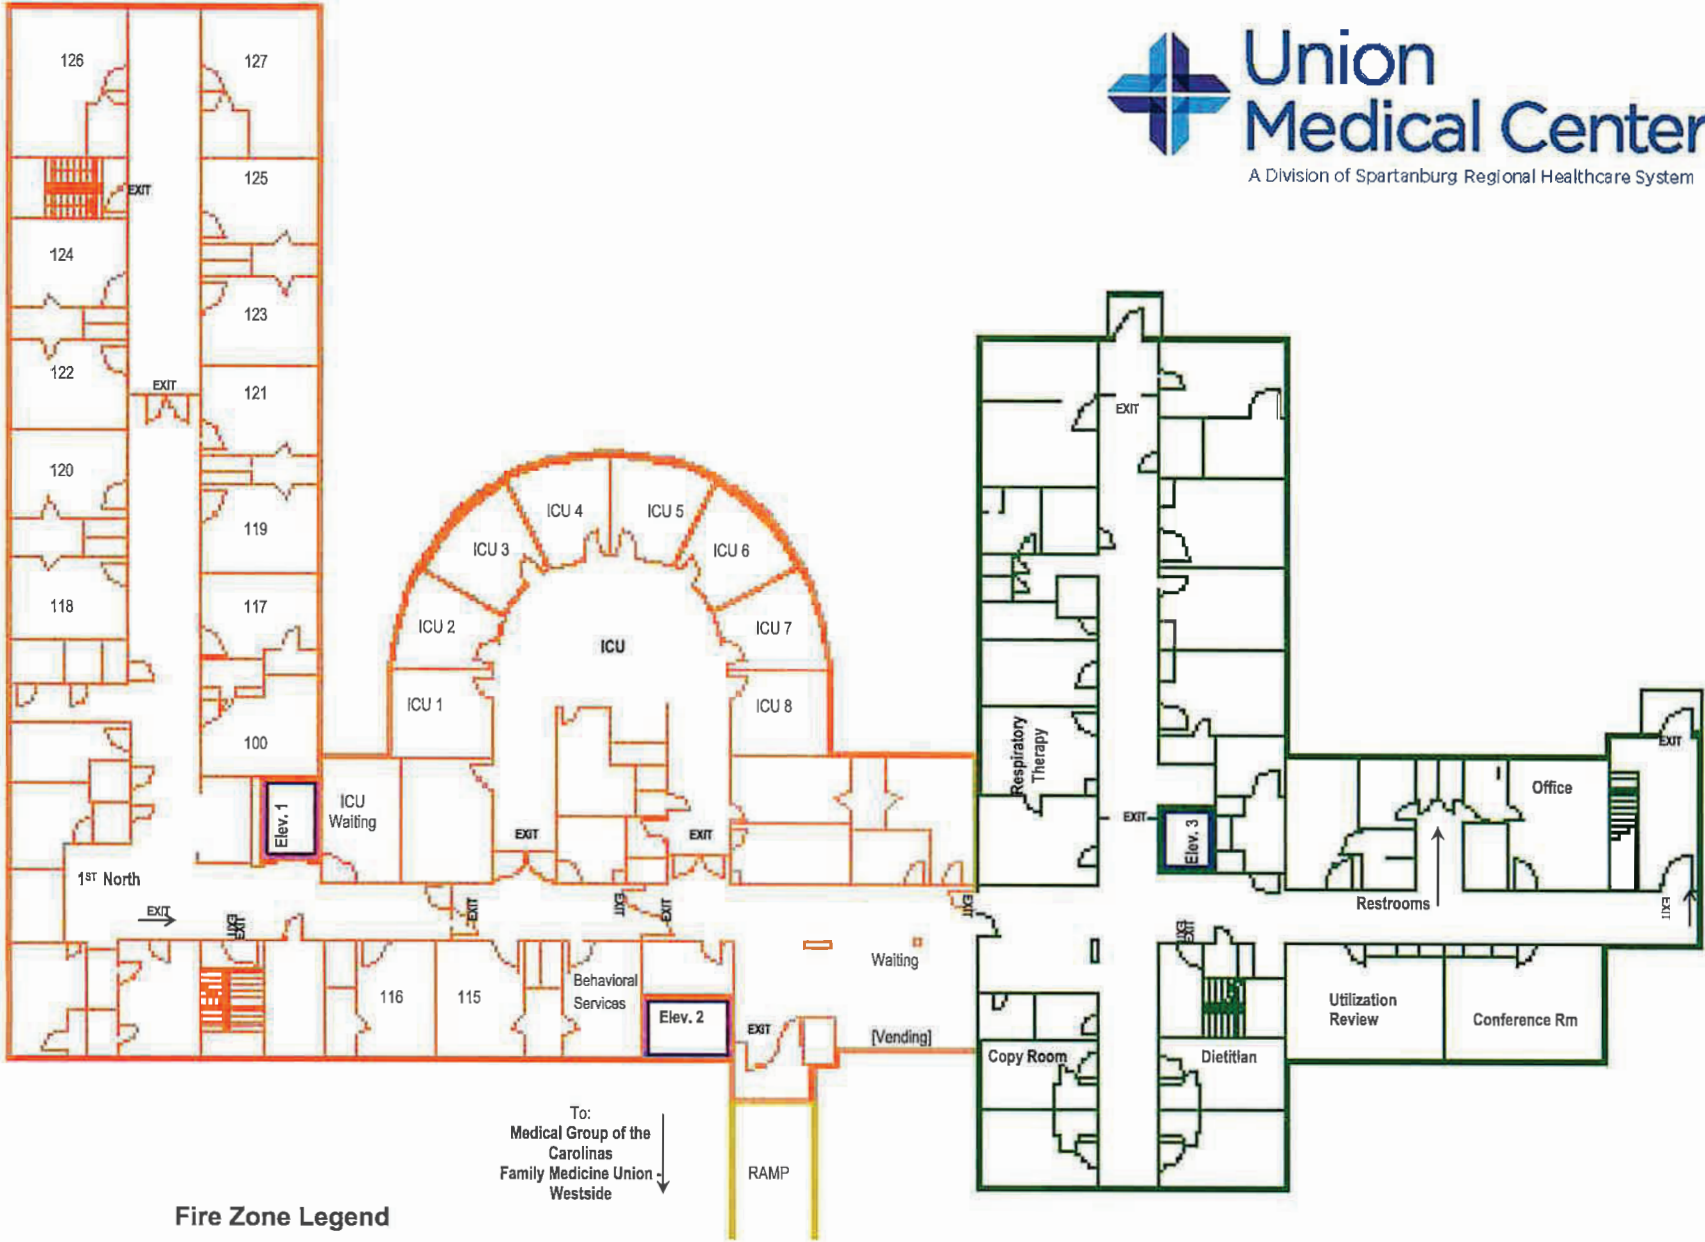 Union
Medical Center
A Division of Spartanburg Regional Healthcare System
126
127
EXIT
125
124
123
122
EXIT
121
120
119
118
117
100
Elev. 1
ICU
Waiting
1ST North
EXIT
EXIT
EXIT
ICU 1
ICU 2
ICU 3
ICU 4
ICU 5
ICU 6
ICU 7
ICU 8
ICU
EXIT
EXIT
EXIT
EXIT
EXIT
EXIT
116
115
Behavioral
Services
Elev. 2
EXIT
Waiting
[Vending]
RAMP
To:
Medical Group of the
Carolinas
Family Medicine Union -
Westside
EXIT
Respiratory
Therapy
EXIT
Elev. 3
Restrooms
Office
EXIT
EXIT
EXIT
EXIT
Utilization
Review
Conference Rm
Copy Room
Dietitian
Fire Zone Legend